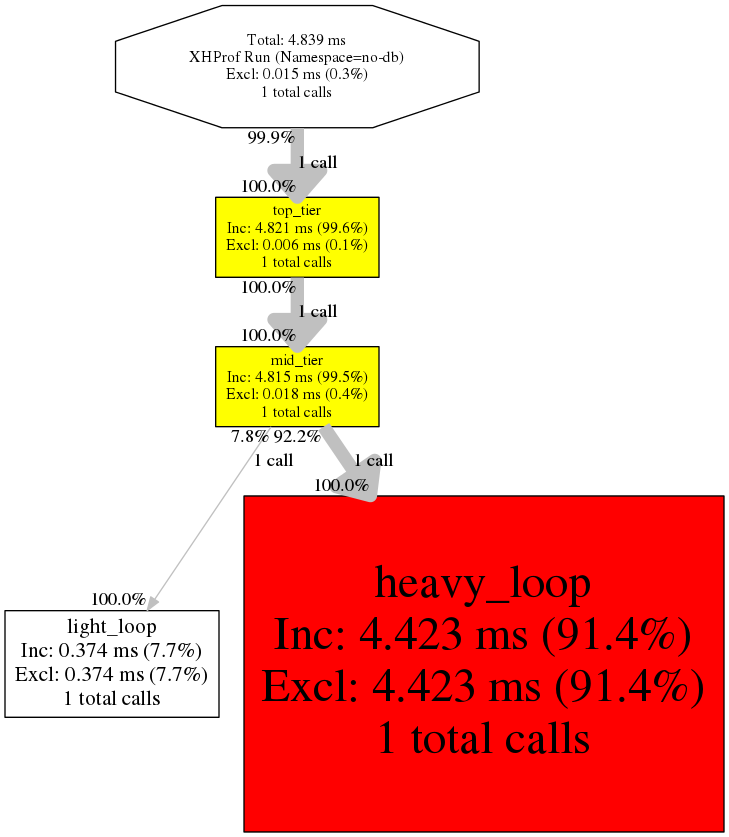 Total: 4.839 ms
XHProf Run (Namespace=no-db)
Excl: 0.015 ms (0.3%)
1 total calls
99.9%
1 call
100.0%
top_tier
Inc: 4.821 ms (99.6%)
Excl: 0.006 ms (0.1%)
1 total calls
100.0%
1 call
100.0%
mid_tier
Inc: 4.815 ms (99.5%)
Excl: 0.018 ms (0.4%)
1 total calls
7.8% 92.2%
1 call 1 call
100.0%
heavy_loop
Inc: 4.423 ms (91.4%)
Excl: 4.423 ms (91.4%)
1 total calls
100.0%
light_loop
Inc: 0.374 ms (7.7%)
Excl: 0.374 ms (7.7%)
1 total calls